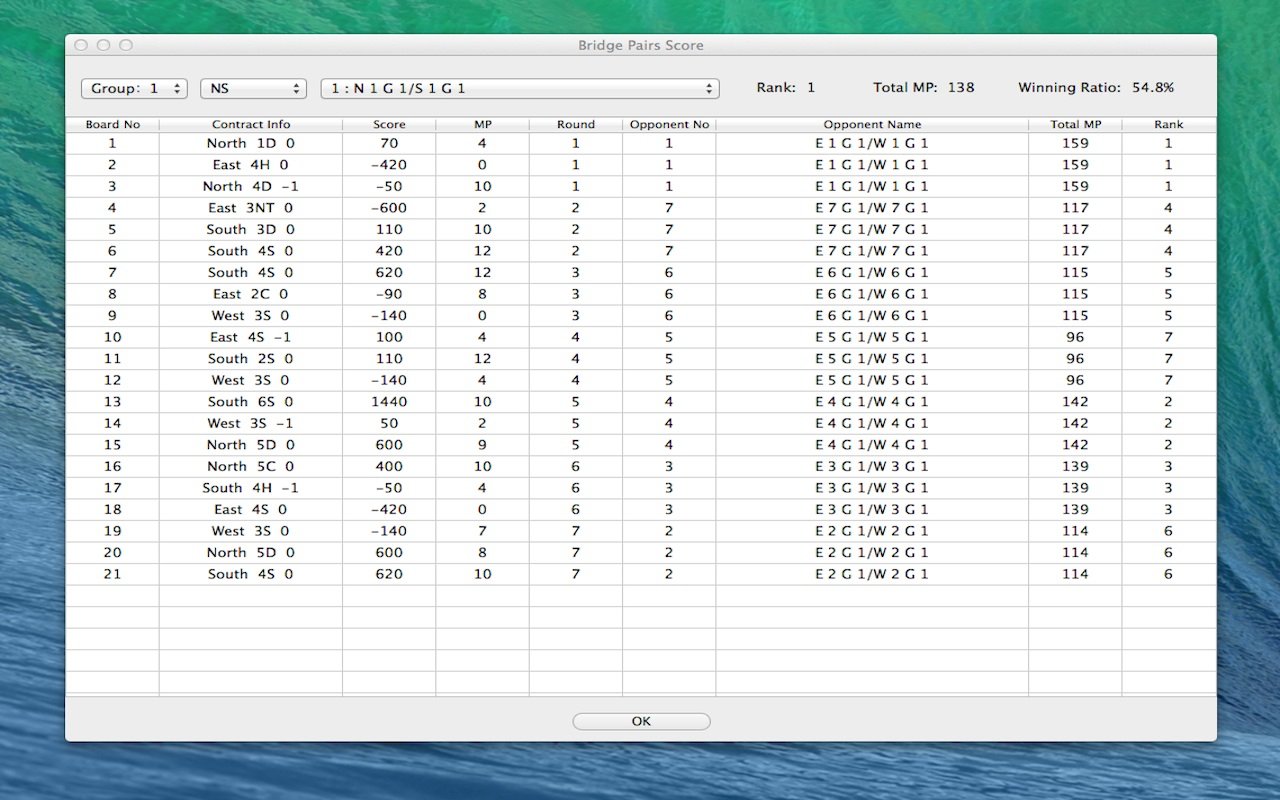 Bridge Pairs Score
Group: 1 NS 1 : N 1 G 1/S 1 G 1 Rank: 1 Total MP: 138 Winning Ratio: 54.8%
Board No Contract Info Score MP Round Opponent No Opponent Name Total MP Rank
1 North 1D 0 70 4 1 1 E 1 G 1/W 1 G 1 159 1
2 East 4H 0 -420 0 1 1 E 1 G 1/W 1 G 1 159 1
3 North 4D -1 -50 10 1 1 E 1 G 1/W 1 G 1 159 1
4 East 3NT 0 -600 2 2 7 E 7 G 1/W 7 G 1 117 4
5 South 3D 0 110 10 2 7 E 7 G 1/W 7 G 1 117 4
6 South 4S 0 420 12 2 7 E 7 G 1/W 7 G 1 117 4
7 South 4S 0 620 12 3 6 E 6 G 1/W 6 G 1 115 5
8 East 2C 0 -90 8 3 6 E 6 G 1/W 6 G 1 115 5
9 West 3S 0 -140 0 3 6 E 6 G 1/W 6 G 1 115 5
10 East 4S -1 100 4 4 5 E 5 G 1/W 5 G 1 96 7
11 South 2S 0 110 12 4 5 E 5 G 1/W 5 G 1 96 7
12 West 3S 0 -140 4 4 5 E 5 G 1/W 5 G 1 96 7
13 South 6S 0 1440 10 5 4 E 4 G 1/W 4 G 1 142 2
14 West 3S -1 50 2 5 4 E 4 G 1/W 4 G 1 142 2
15 North 5D 0 600 9 5 4 E 4 G 1/W 4 G 1 142 2
16 North 5C 0 400 10 6 3 E 3 G 1/W 3 G 1 139 3
17 South 4H -1 -50 4 6 3 E 3 G 1/W 3 G 1 139 3
18 East 4S 0 -420 0 6 3 E 3 G 1/W 3 G 1 139 3
19 West 3S 0 -140 7 7 2 E 2 G 1/W 2 G 1 114 6
20 North 5D 0 600 8 7 2 E 2 G 1/W 2 G 1 114 6
21 South 4S 0 620 10 7 2 E 2 G 1/W 2 G 1 114 6
OK